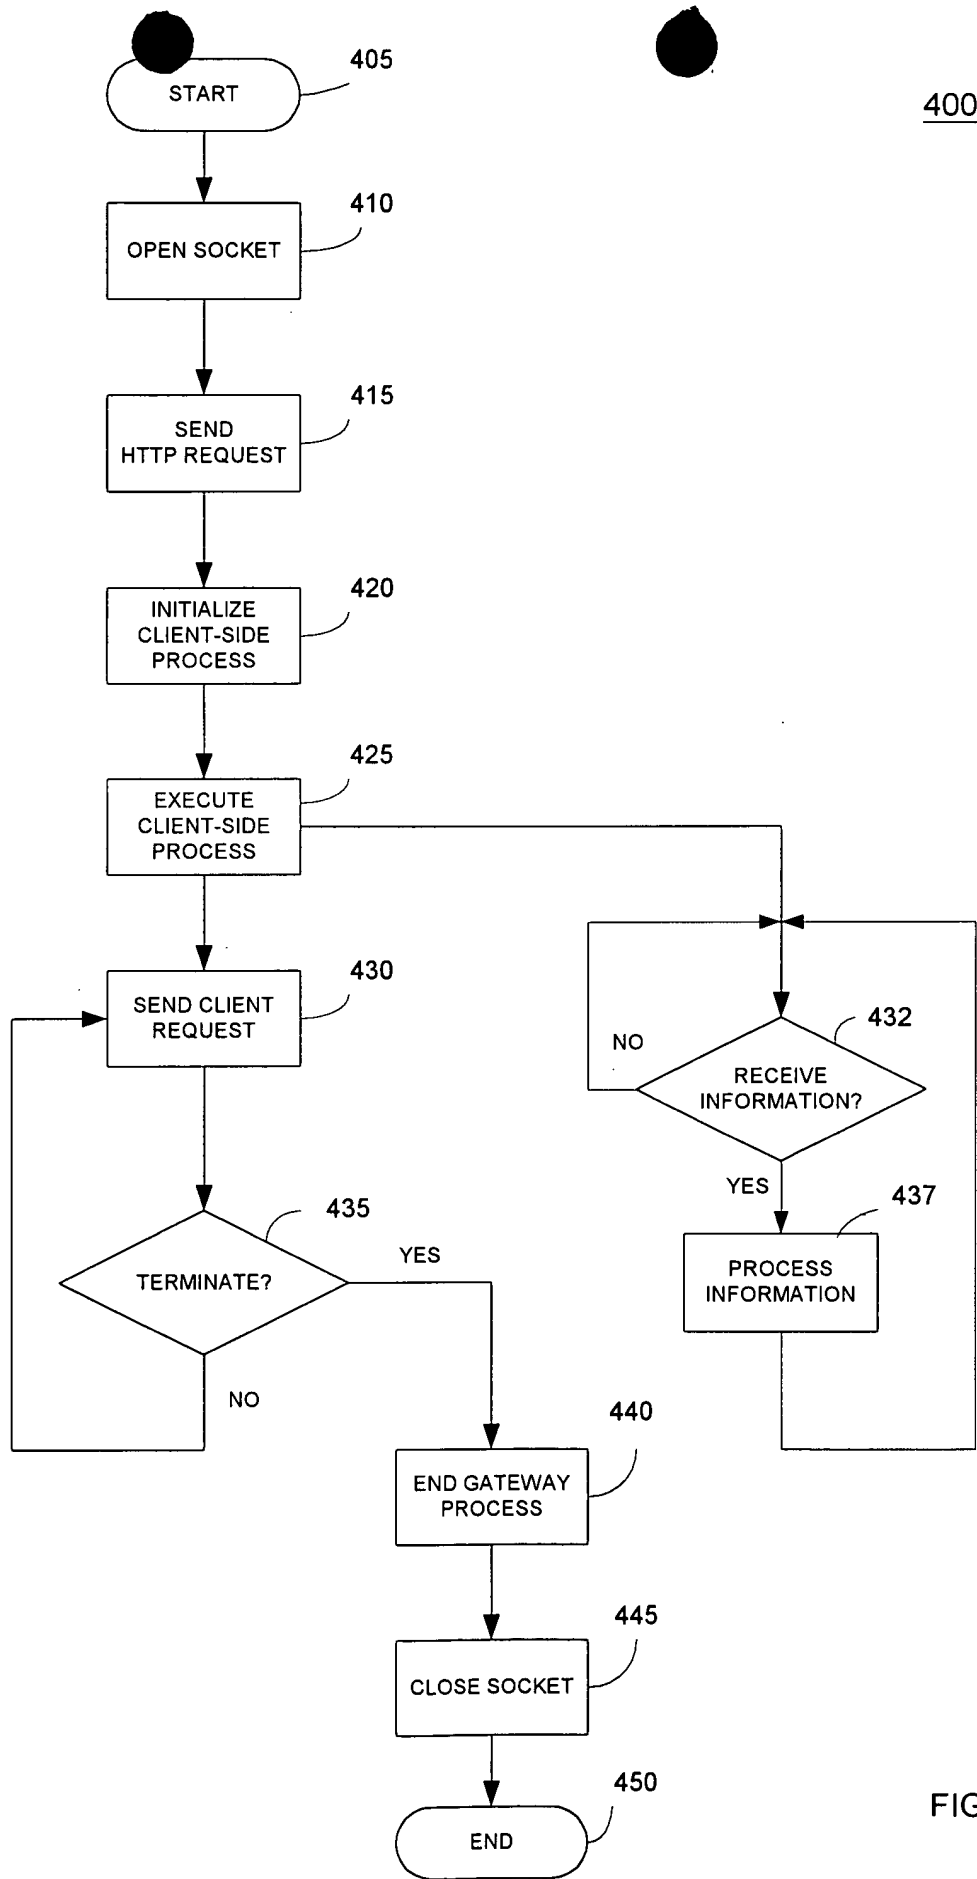 START
405
400
OPEN SOCKET
410
SEND
HTTP REQUEST
415
INITIALIZE
CLIENT-SIDE
PROCESS
420
EXECUTE
CLIENT-SIDE
PROCESS
425
SEND CLIENT
REQUEST
430
NO
RECEIVE
INFORMATION?
432
YES
PROCESS
INFORMATION
437
TERMINATE?
435
YES
NO
END GATEWAY
PROCESS
440
CLOSE SOCKET
445
END
450
FIG